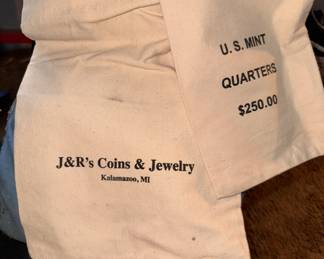 U.S. MINT
QUARTERS
$250.00
J&R's Coins & Jewelry
Kalamazoo, MI